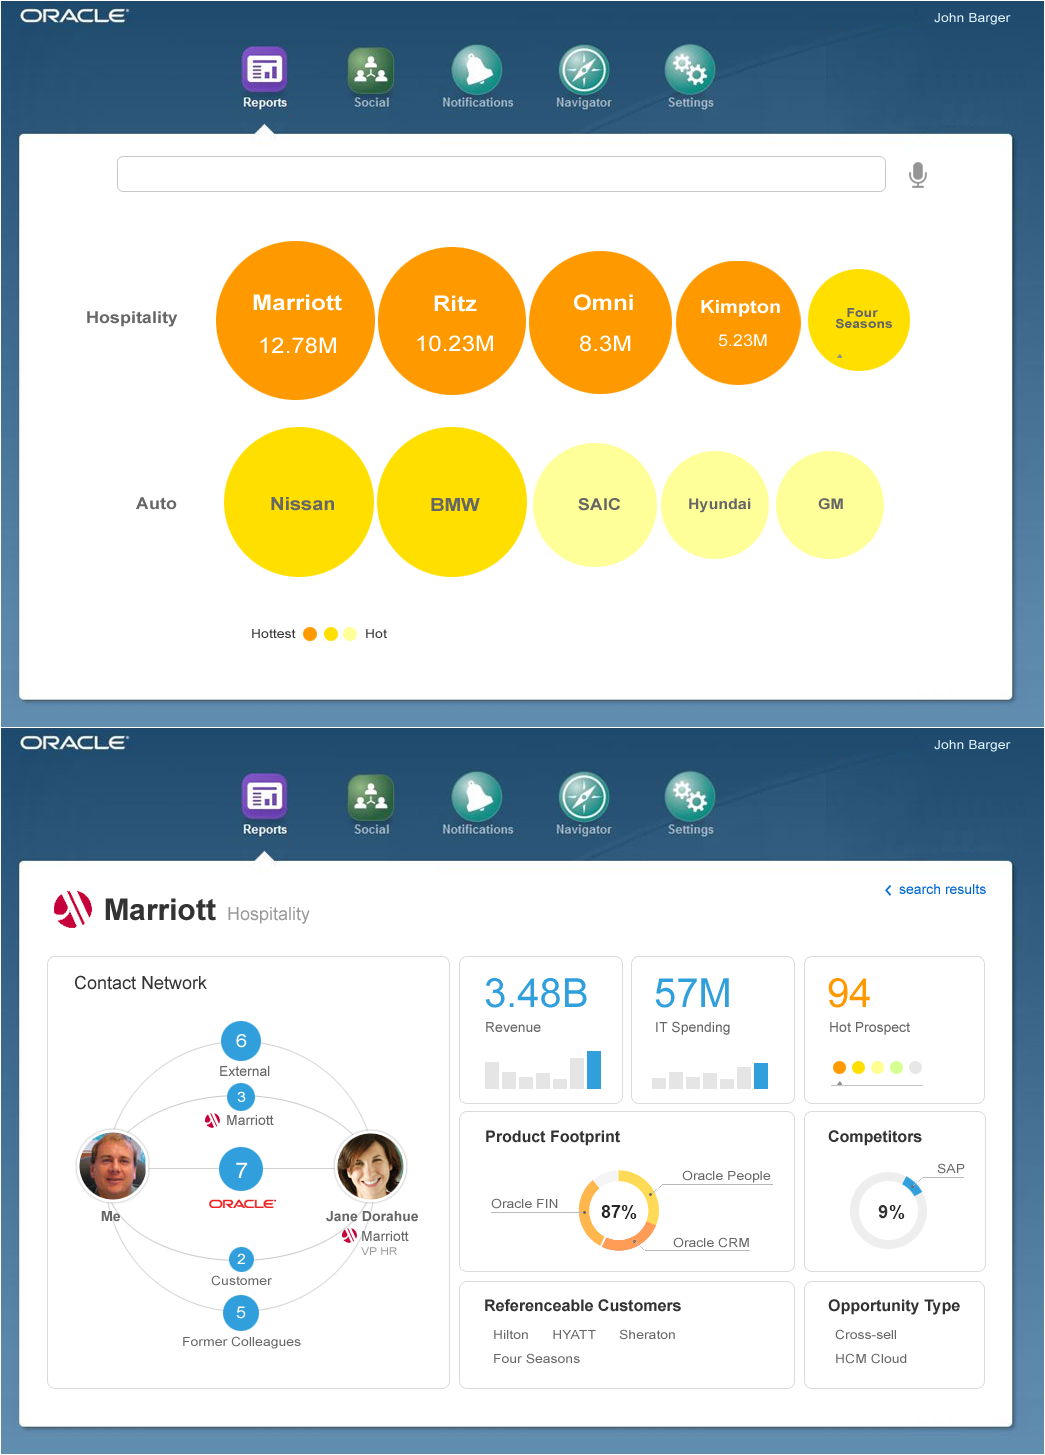 ORACLE
John Barger
Reports
Social
Notifications
Navigator
Settings
Hospitality
Marriott
12.78M
Ritz
10.23M
Omni
8.3M
Kimpton
5.23M
Four
Seasons
Auto
Nissan
BMW
SAIC
Hyundai
GM
Hottest
Hot
ORACLE
John Barger
Reports
Social
Notifications
Navigator
Settings
search results
Marriott Hospitality
Contact Network
6
External
3
Marriott
7
ORACLE
Me
Jane Dorahue
Marriott
VP HR
2
Customer
5
Former Colleagues
3.48B
Revenue
57M
IT Spending
94
Hot Prospect
Product Footprint
Oracle People
Oracle FIN
87%
Oracle CRM
Competitors
SAP
9%
Referenceable Customers
Hilton HYATT Sheraton
Four Seasons
Opportunity Type
Cross-sell
HCM Cloud